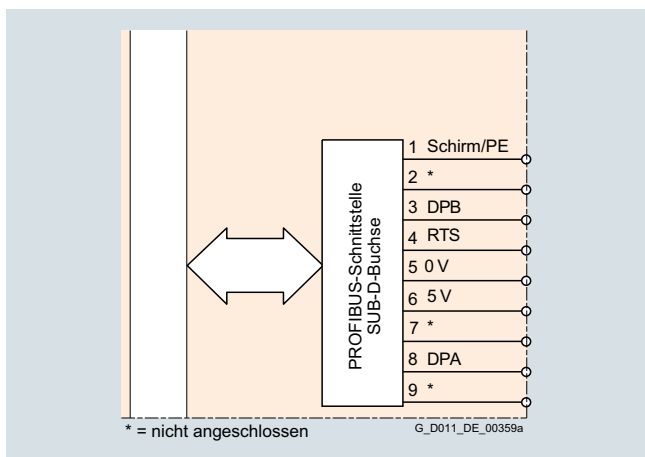 PROFIBUS-Schnittstelle
SUB-D-Buchse
1 Schirm/PE
2 *
3 DPB
4 RTS
5 0 V
6 5 V
7 *
8 DPA
9 *
* = nicht angeschlossen
G_D011_DE_00359a